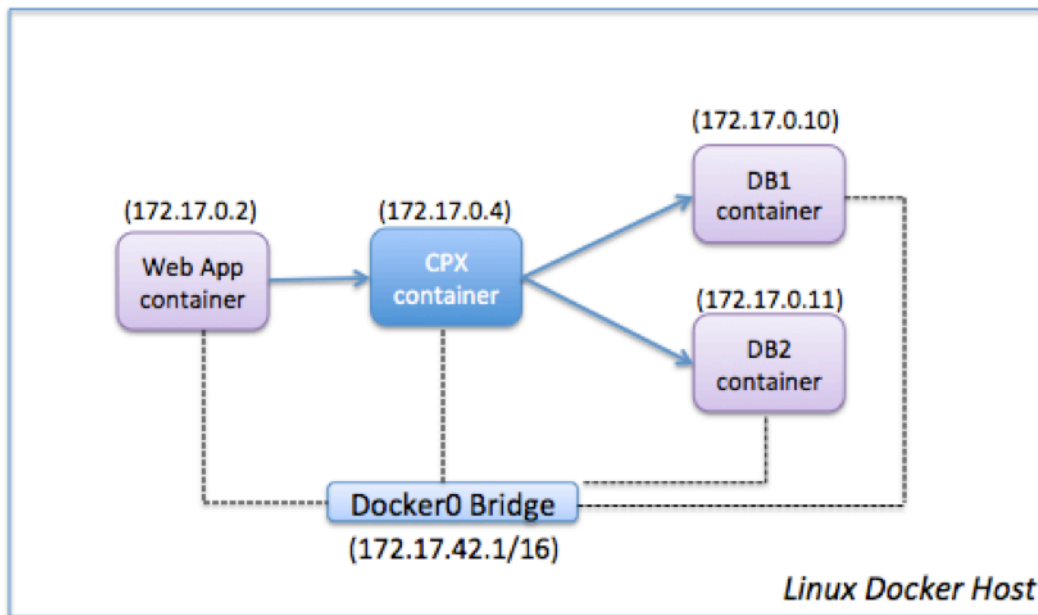 (172.17.0.10)
DB1
container
(172.17.0.2)
Web App
container
(172.17.0.4)
CPX
container
(172.17.0.11)
DB2
container
Docker0 Bridge
(172.17.42.1/16)
Linux Docker Host